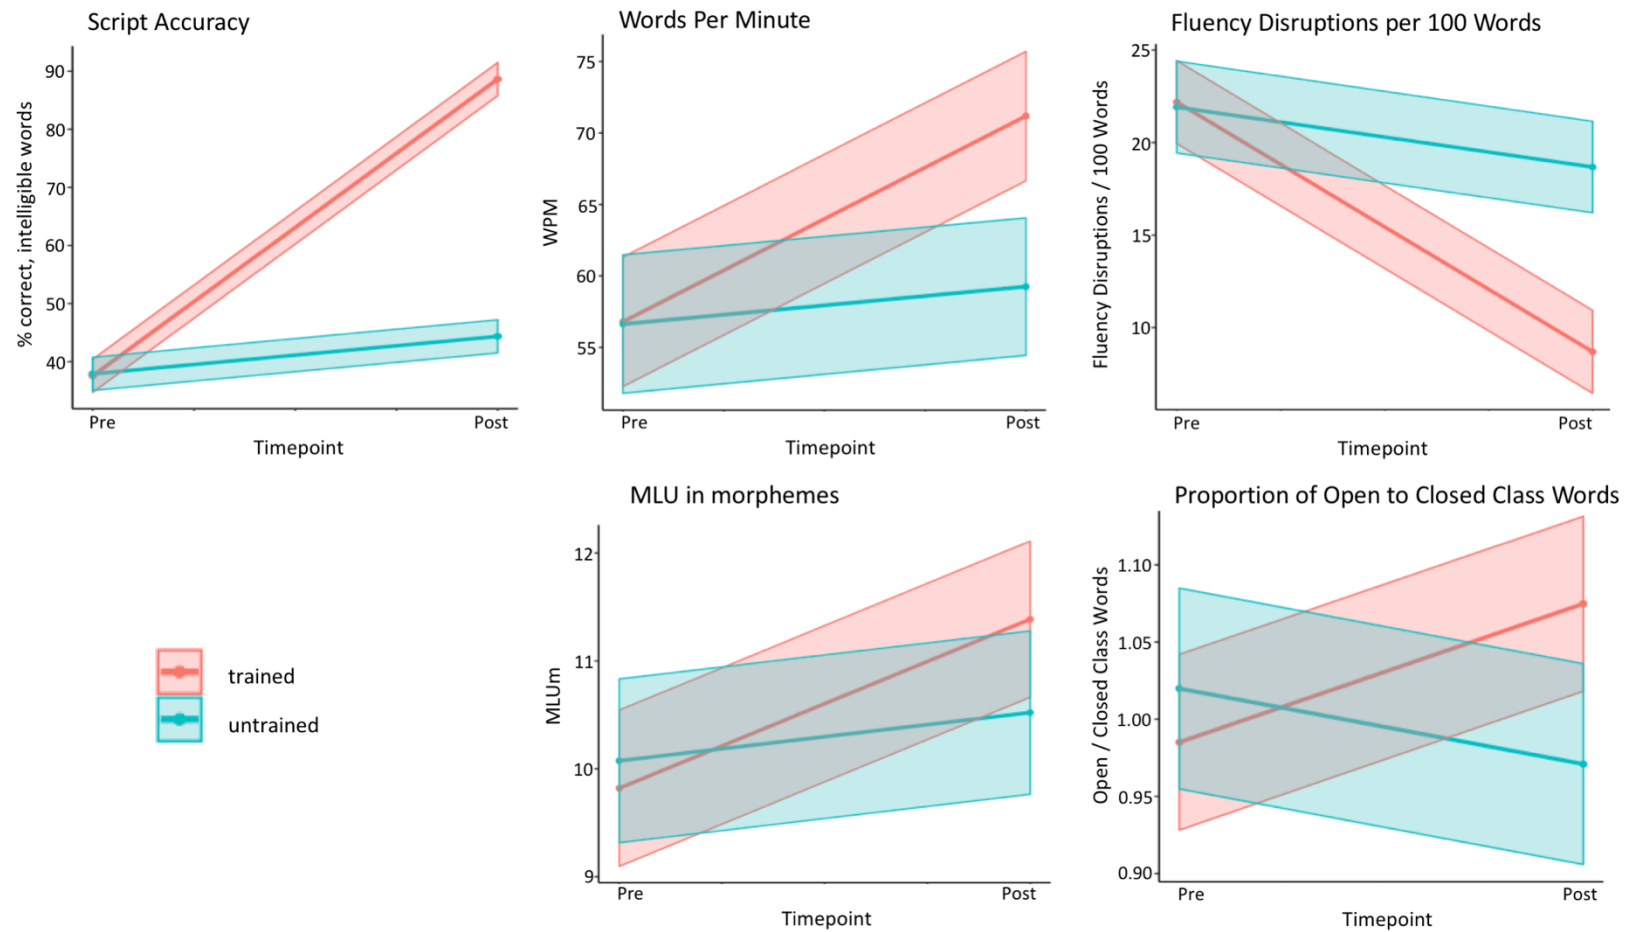 Script Accuracy
% correct, intelligible words
90
80
70
60
50
40
Pre
Post
Timepoint
Words Per Minute
WPM
75
70
65
60
55
Pre
Post
Timepoint
Fluency Disruptions per 100 Words
Fluency Disruptions / 100 Words
25
20
15
10
Pre
Post
Timepoint
trained
untrained
MLU in morphemes
MLUm
12
11
10
9
Pre
Post
Timepoint
Proportion of Open to Closed Class Words
Open / Closed Class Words
1.10
1.05
1.00
0.95
0.90
Pre
Post
Timepoint